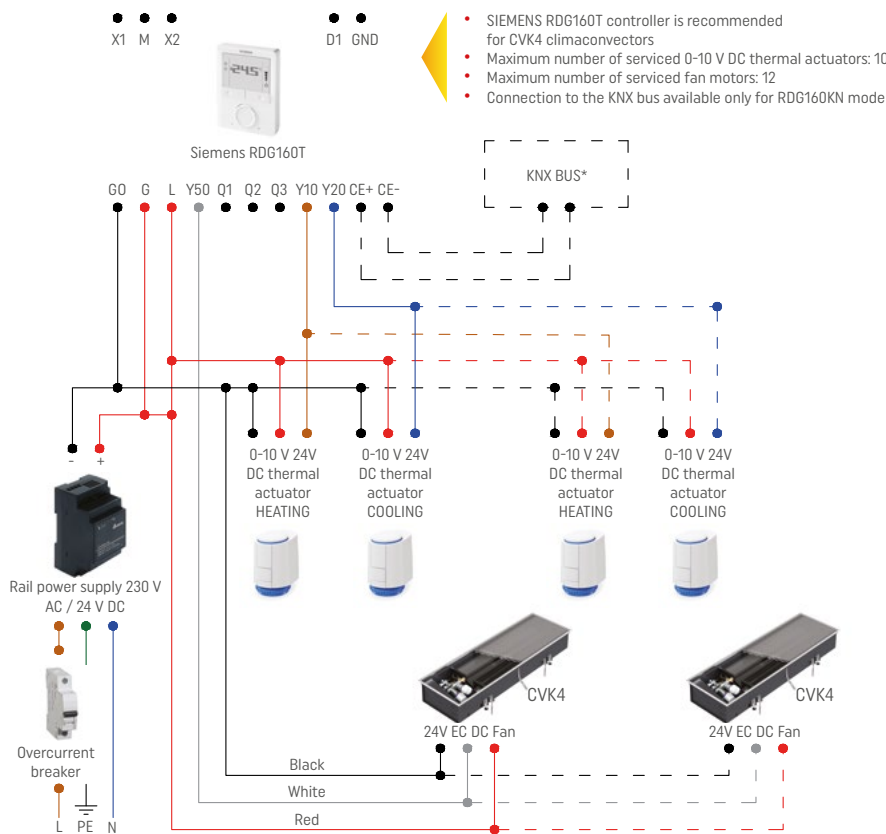 X1 M X2
D1 GND
• SIEMENS RDG160T controller is recommended
for CVK4 climaconvectors
• Maximum number of serviced 0-10 V DC thermal actuators: 10
• Maximum number of serviced fan motors: 12
• Connection to the KNX bus available only for RDG160KN mode
Siemens RDG160T
KNX BUS*
G0 G L Y50 Q1 Q2 Q3 Y10 Y20 CE+ CE-
- +
0-10 V 24V
DC thermal
actuator
HEATING
0-10 V 24V
DC thermal
actuator
COOLING
0-10 V 24V
DC thermal
actuator
HEATING
0-10 V 24V
DC thermal
actuator
COOLING
Rail power supply 230 V
AC / 24 V DC
Overcurrent
breaker
L PE N
CVK4
24V EC DC Fan
CVK4
24V EC DC Fan
Black
White
Red